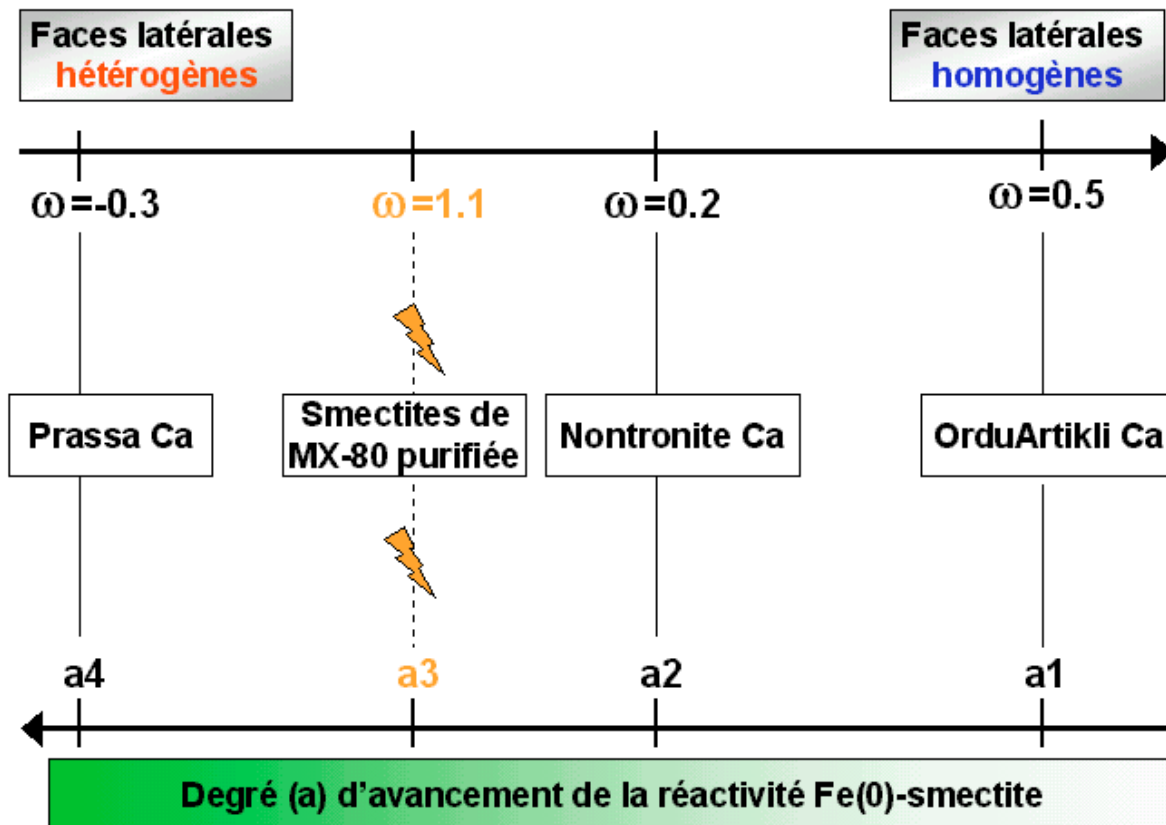 Faces latérales
hétérogènes
Faces latérales
homogènes
ω=-0.3
ω=1.1
ω=0.2
ω=0.5
Prassa Ca
Smectites de
MX-80 purifiée
Nontronite Ca
OrduArtikli Ca
a4
a3
a2
a1
Degré (a) d'avancement de la réactivité Fe(0)-smectite